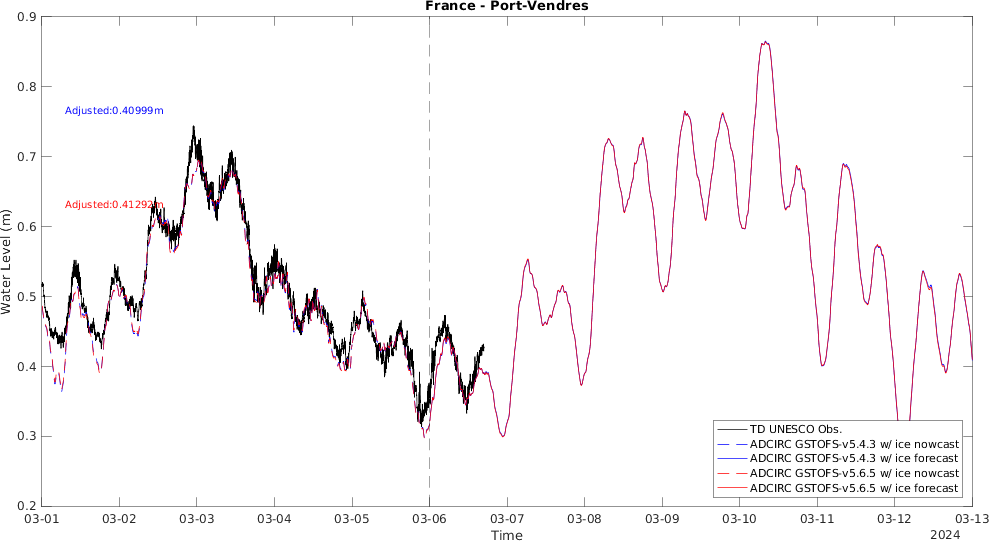 France - Port-Vendres
Water Level (m)
0.9
0.8
0.7
0.6
0.5
0.4
0.3
0.2
Adjusted:0.40999m
Adjusted:0.41292m
TD UNESCO Obs.
ADCIRC GSTOFS-v5.4.3 w/ ice nowcast
ADCIRC GSTOFS-v5.4.3 w/ ice forecast
ADCIRC GSTOFS-v5.6.5 w/ ice nowcast
ADCIRC GSTOFS-v5.6.5 w/ ice forecast
03-01 03-02 03-03 03-04 03-05 03-06 03-07 03-08 03-09 03-10 03-11 03-12 03-13
Time
2024